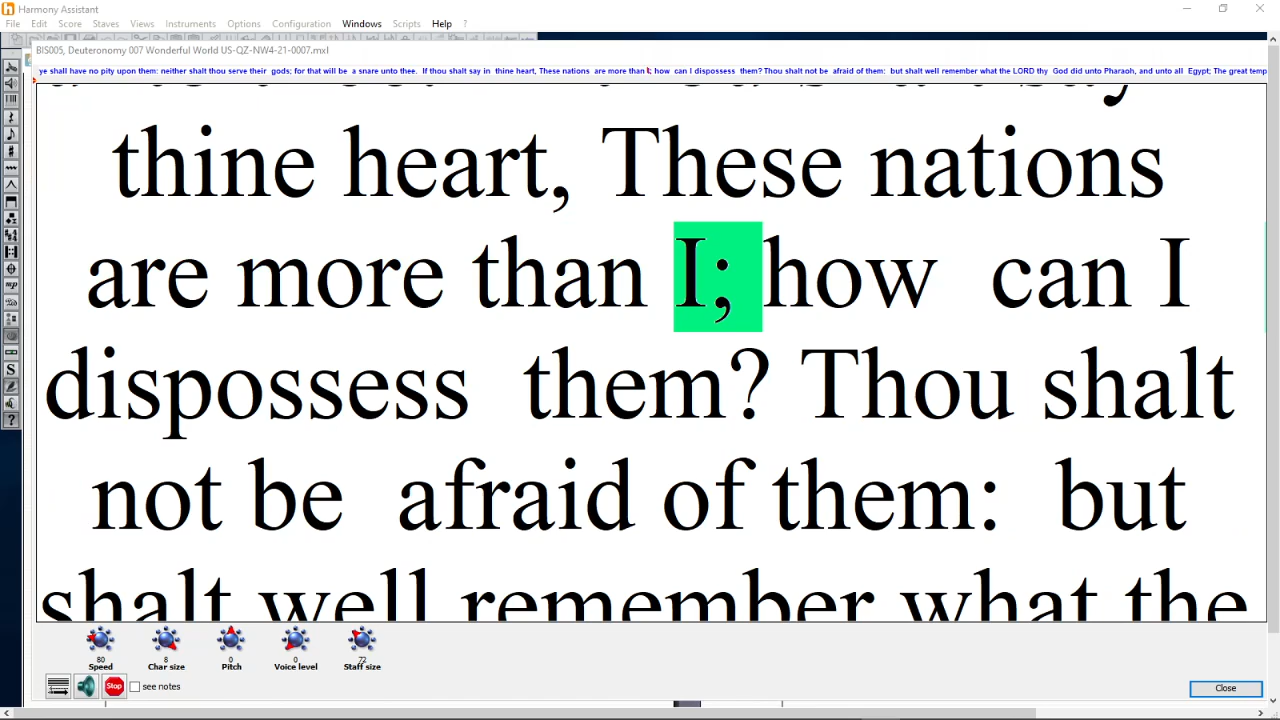 Harmony Assistant
File Edit Score Staves Views Instruments Options Configuration Windows Scripts Help ?
BIS005, Deuteronomy 007 Wonderful World US-QZ-NW4-21-0007.mxl
ye shall have no pity upon them: neither shalt thou serve their gods; for that will be a snare unto thee. If thou shalt say in thine heart, These nations are more than I; how can I dispossess them? Thou shalt not be afraid of them: but shalt well remember what the LORD thy God did unto Pharaoh, and unto all Egypt; The great temp
thine heart, These nations
are more than I; how can I
dispossess them? Thou shalt
not be afraid of them: but
shalt well remember what the
80 8 0 0 72
Speed Char size Pitch Voice level Staff size
Stop see notes Close